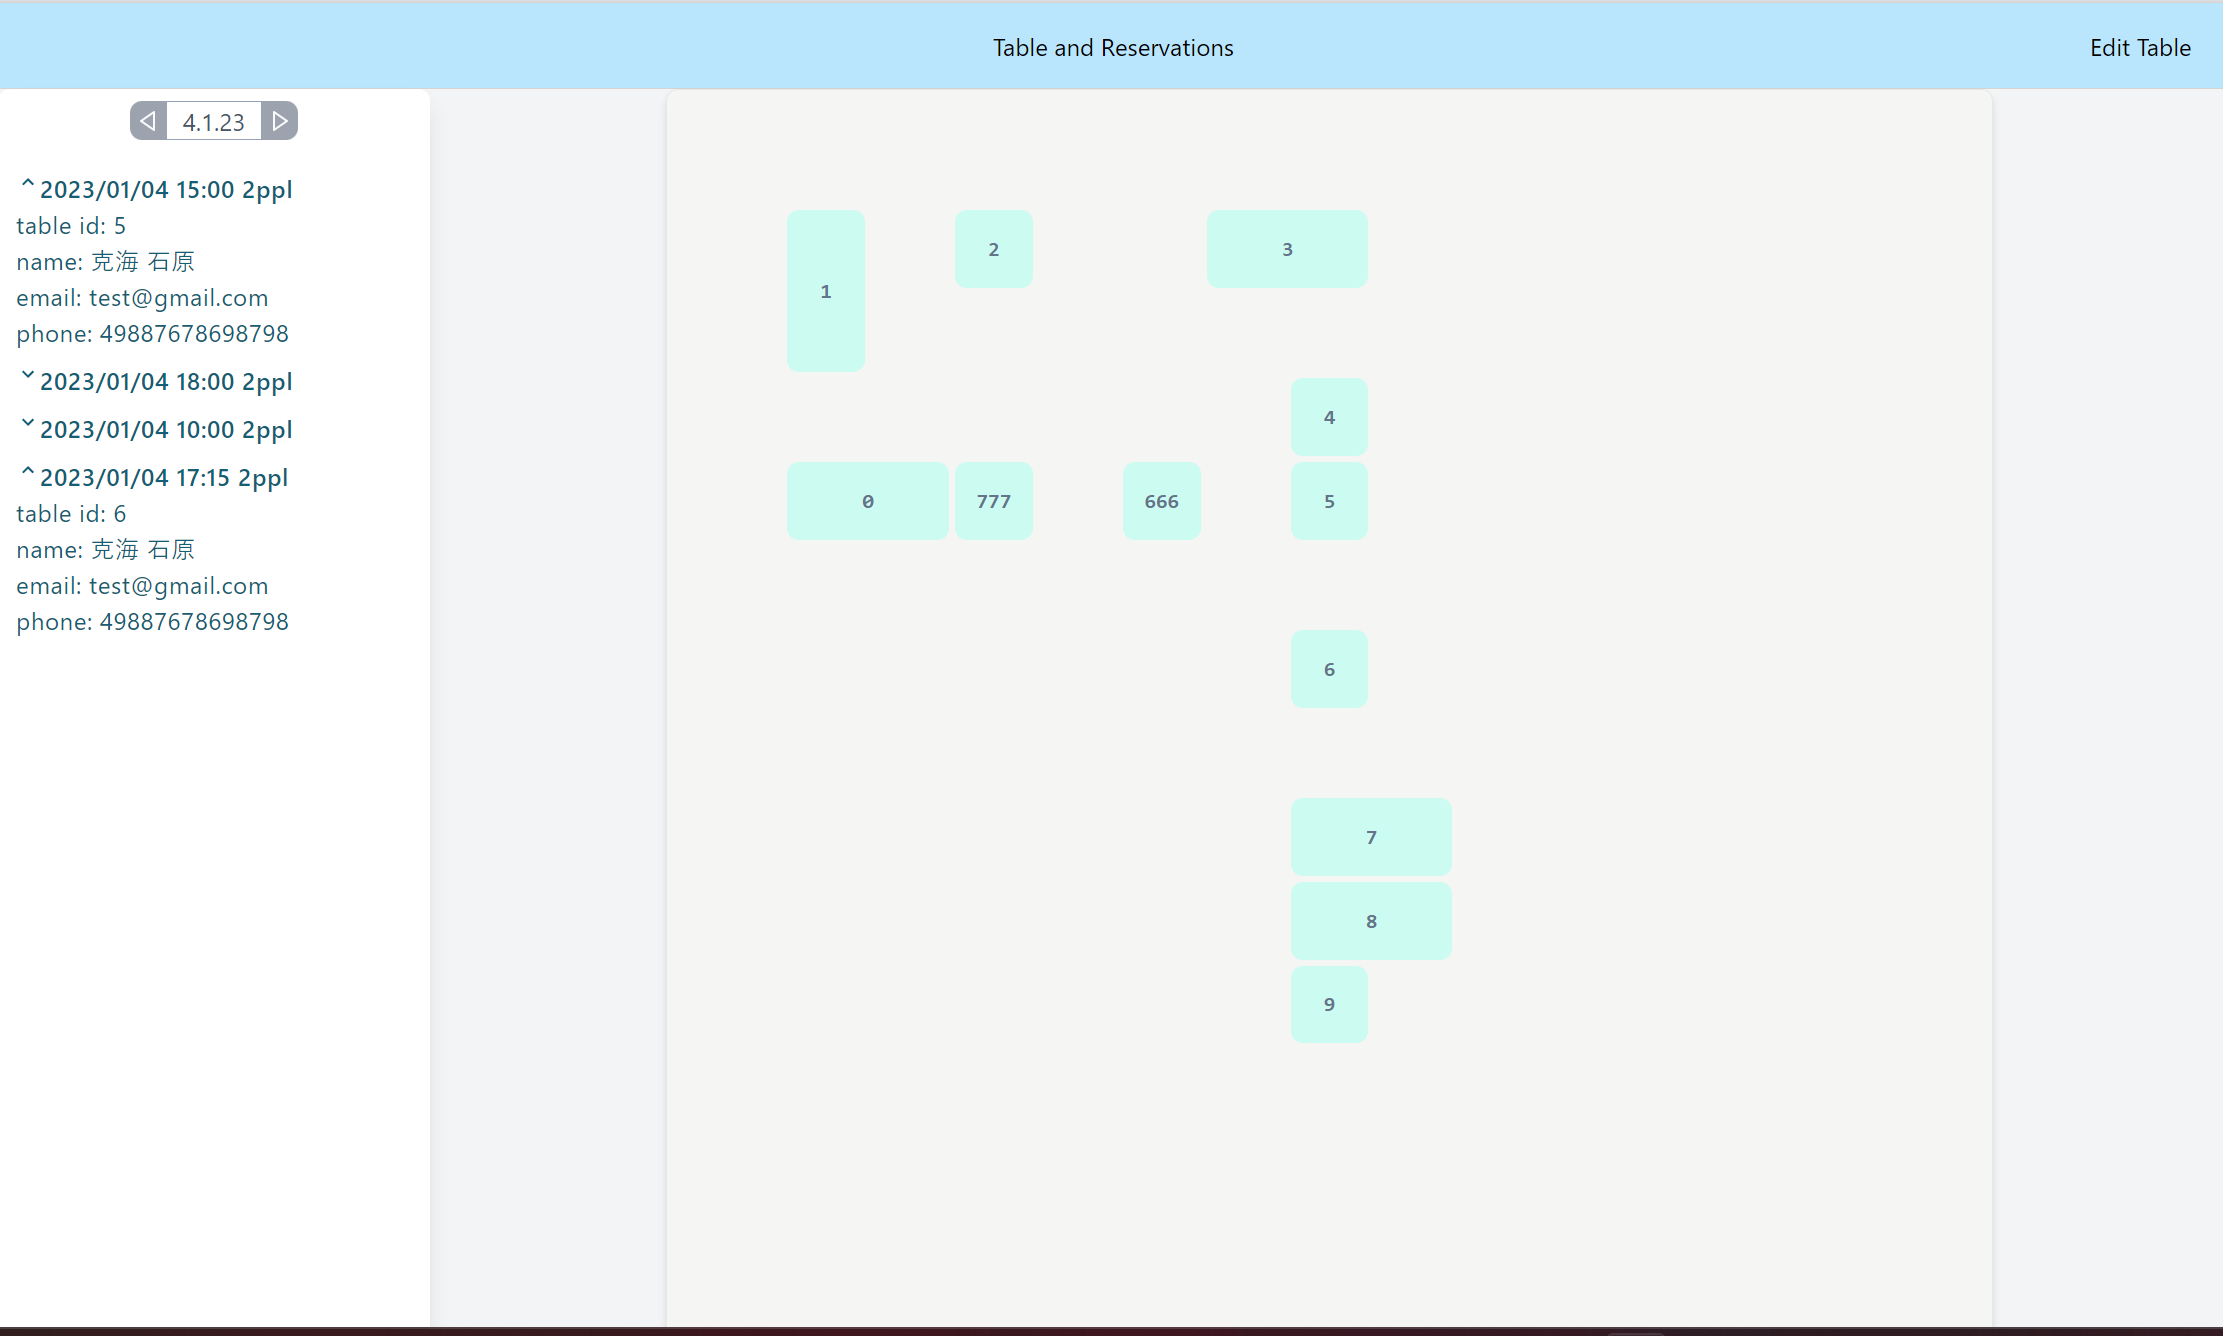 Table and Reservations
Edit Table
4.1.23
2023/01/04 15:00 2ppl
table id: 5
name: 克海 石原
email: test@gmail.com
phone: 49887678698798
2023/01/04 18:00 2ppl
2023/01/04 10:00 2ppl
2023/01/04 17:15 2ppl
table id: 6
name: 克海 石原
email: test@gmail.com
phone: 49887678698798
1
2
3
4
0
777
666
5
6
7
8
9